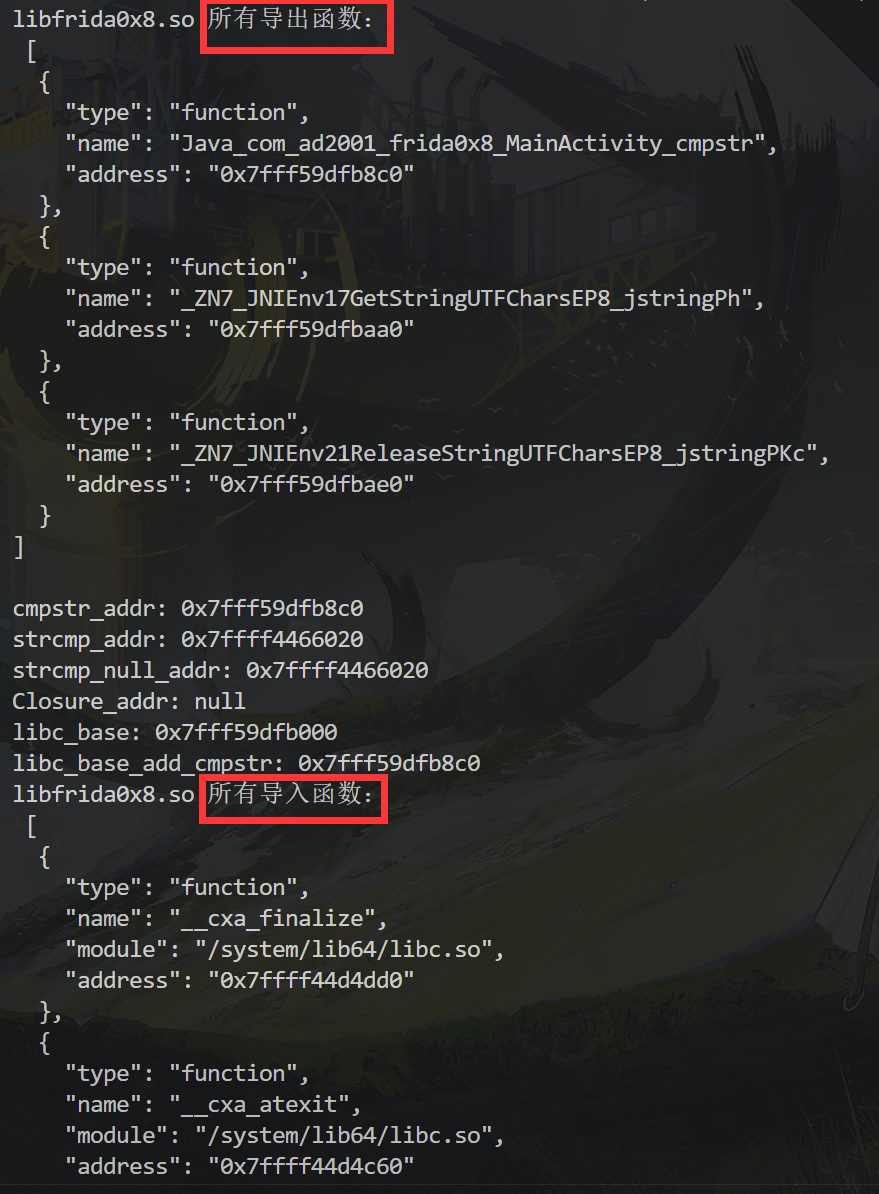 libfrida0x8.so 所有导出函数：
[
{
"type": "function",
"name": "Java_com_ad2001_frida0x8_MainActivity_cmpstr",
"address": "0x7fff59dfb8c0"
},
{
"type": "function",
"name": "_ZN7_JNIEnv17GetStringUTFCharsEP8_jstringPh",
"address": "0x7fff59dfbaa0"
},
{
"type": "function",
"name": "_ZN7_JNIEnv21ReleaseStringUTFCharsEP8_jstringPKc",
"address": "0x7fff59dfbae0"
}
]
cmpstr_addr: 0x7fff59dfb8c0
strcmp_addr: 0x7ffff4466020
strcmp_null_addr: 0x7ffff4466020
Closure_addr: null
libc_base: 0x7fff59dfb000
libc_base_add_cmpstr: 0x7fff59dfb8c0
libfrida0x8.so 所有导入函数：
[
{
"type": "function",
"name": "__cxa_finalize",
"module": "/system/lib64/libc.so",
"address": "0x7ffff44d4dd0"
},
{
"type": "function",
"name": "__cxa_atexit",
"module": "/system/lib64/libc.so",
"address": "0x7ffff44d4c60"